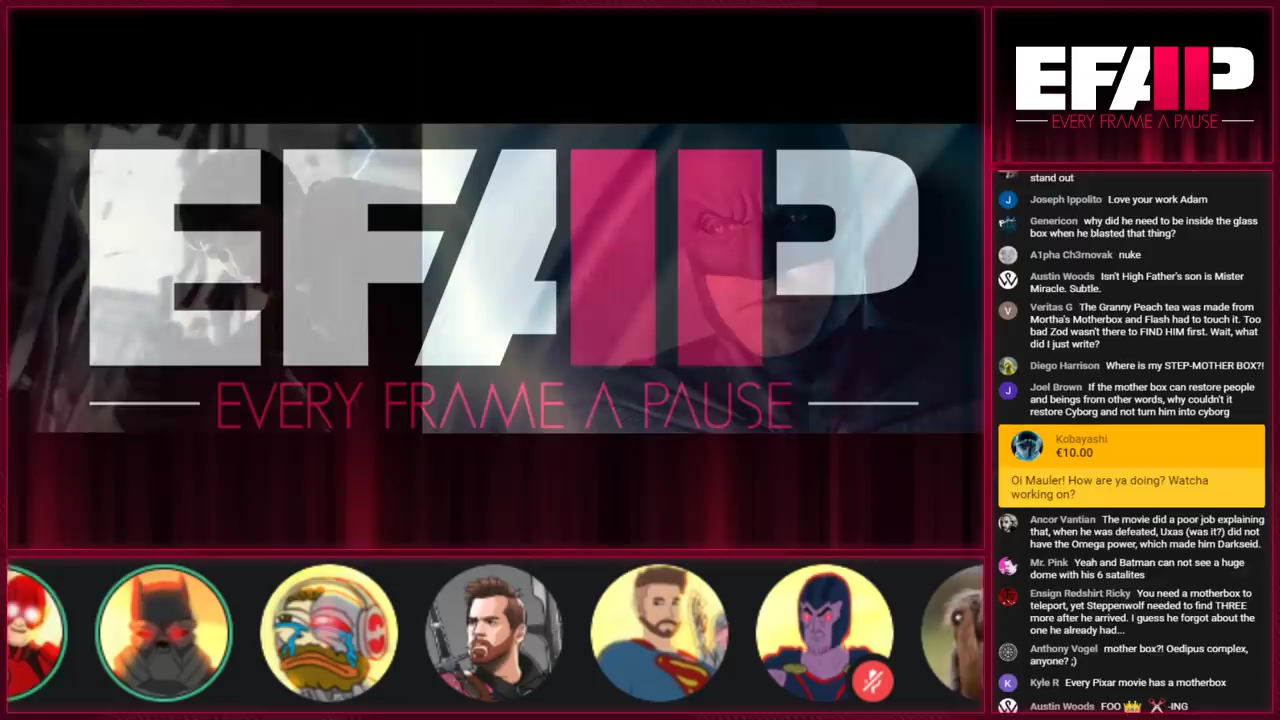 EFAP
EVERY FRAME A PAUSE
EFAP
EVERY FRAME A PAUSE
stand out
J Joseph Ippolito Love your work Adam
Genericon why did he need to be inside the glass
box when he blasted that thing?
A1pha Ch3rnovak nuke
Austin Woods Isn't High Father's son is Mister
Miracle. Subtle.
V Veritas G The Granny Peach tea was made from
Mortha's Motherbox and Flash had to touch it. Too
bad Zod wasn't there to FIND HIM first. Wait, what
did I just write?
Diego Harrison Where is my STEP-MOTHER BOX?!
J Joel Brown If the mother box can restore people
and beings from other words, why couldn't it
restore Cyborg and not turn him into cyborg
Kobayashi
€10.00
Oi Mauler! How are ya doing? Watcha
working on?
Ancor Vantian The movie did a poor job explaining
that, when he was defeated, Uxas (was it?) did not
have the Omega power, which made him Darkseid.
Mr. Pink Yeah and Batman can not see a huge
dome with his 6 satalites
Ensign Redshirt Ricky You need a motherbox to
teleport, yet Steppenwolf needed to find THREE
more after he arrived. I guess he forgot about the
one he already had...
Anthony Vogel mother box?! Oedipus complex,
anyone? ;)
K Kyle R Every Pixar movie has a motherbox
Austin Woods FOO 👑 ✂️ -ING